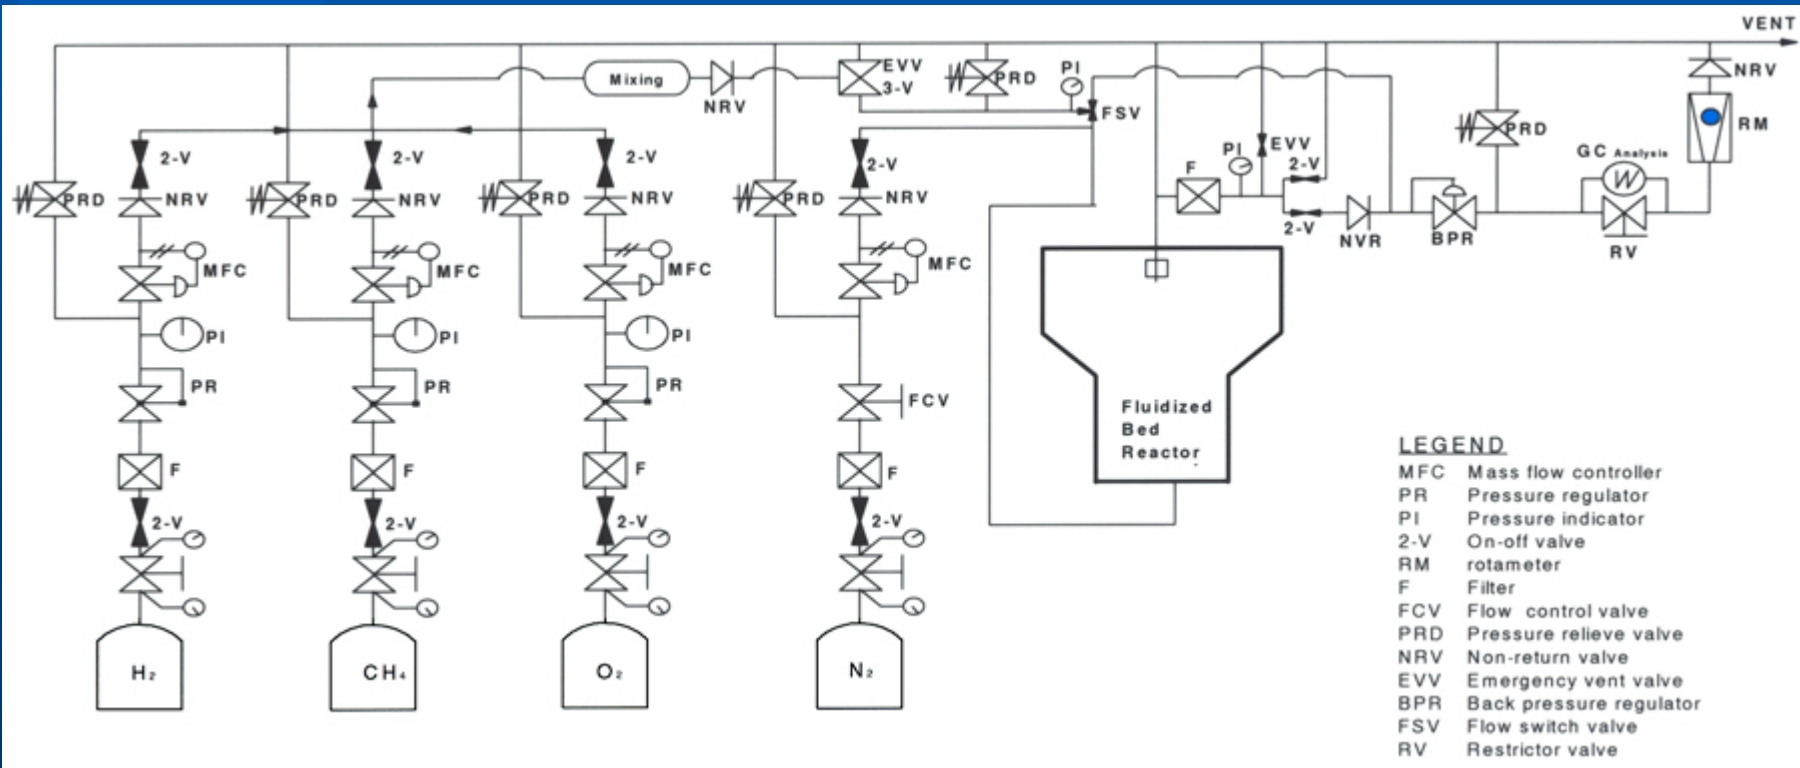 VENT
Mixing
NRV
EVV
3-V
PRD
PI
FSV
NRV
RM
2-V
2-V
2-V
2-V
PRD
NRV
PRD
NRV
PRD
NRV
PRD
NRV
F
PI
EVV
2-V
2-V
NVR
BPR
PRD
GC Analysis
RV
MFC
MFC
MFC
MFC
PI
PI
PI
PR
PR
PR
FCV
F
F
F
F
2-V
2-V
2-V
2-V
H2
CH4
O2
N2
Fluidized
Bed
Reactor
LEGEND
MFC Mass flow controller
PR Pressure regulator
PI Pressure indicator
2-V On-off valve
RM rotameter
F Filter
FCV Flow control valve
PRD Pressure relieve valve
NRV Non-return valve
EVV Emergency vent valve
BPR Back pressure regulator
FSV Flow switch valve
RV Restrictor valve